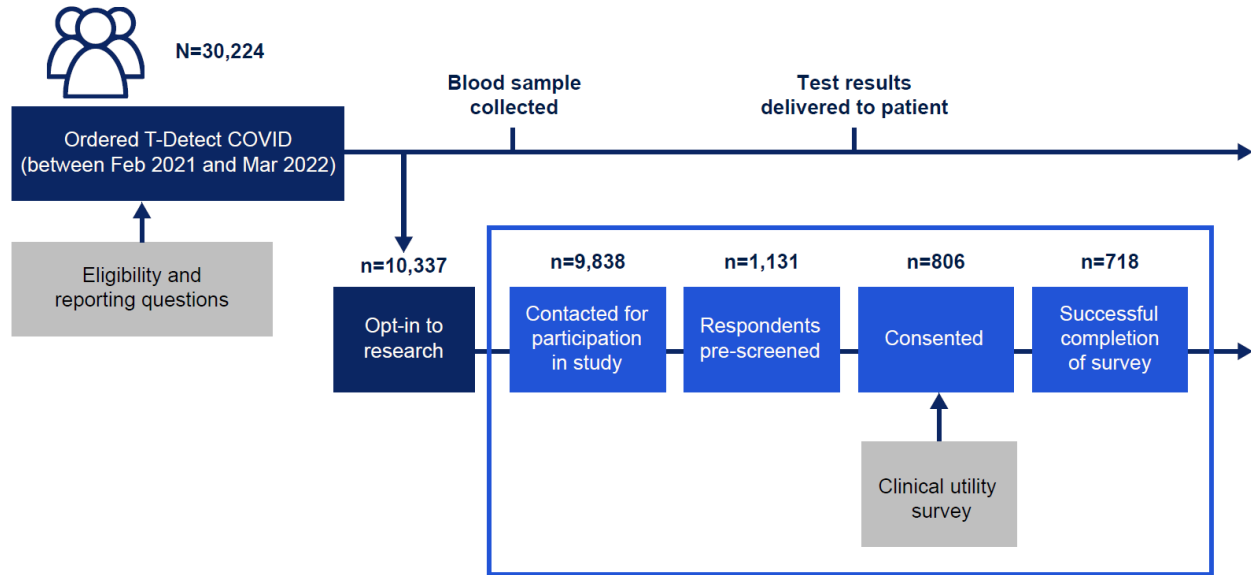 N=30,224
Ordered T-Detect COVID
(between Feb 2021 and Mar 2022)
Blood sample
collected
Test results
delivered to patient
Eligibility and
reporting questions
n=10,337
Opt-in to
research
n=9,838
Contacted for
participation
in study
n=1,131
Respondents
pre-screened
n=806
Consented
n=718
Successful
completion
of survey
Clinical utility
survey